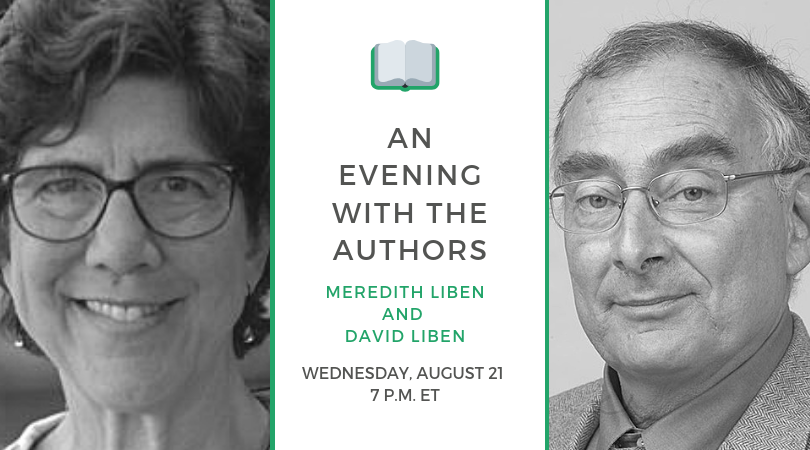 AN
EVENING
WITH THE
AUTHORS
MEREDITH LIBEN
AND
DAVID LIBEN
WEDNESDAY, AUGUST 21
7 P.M. ET